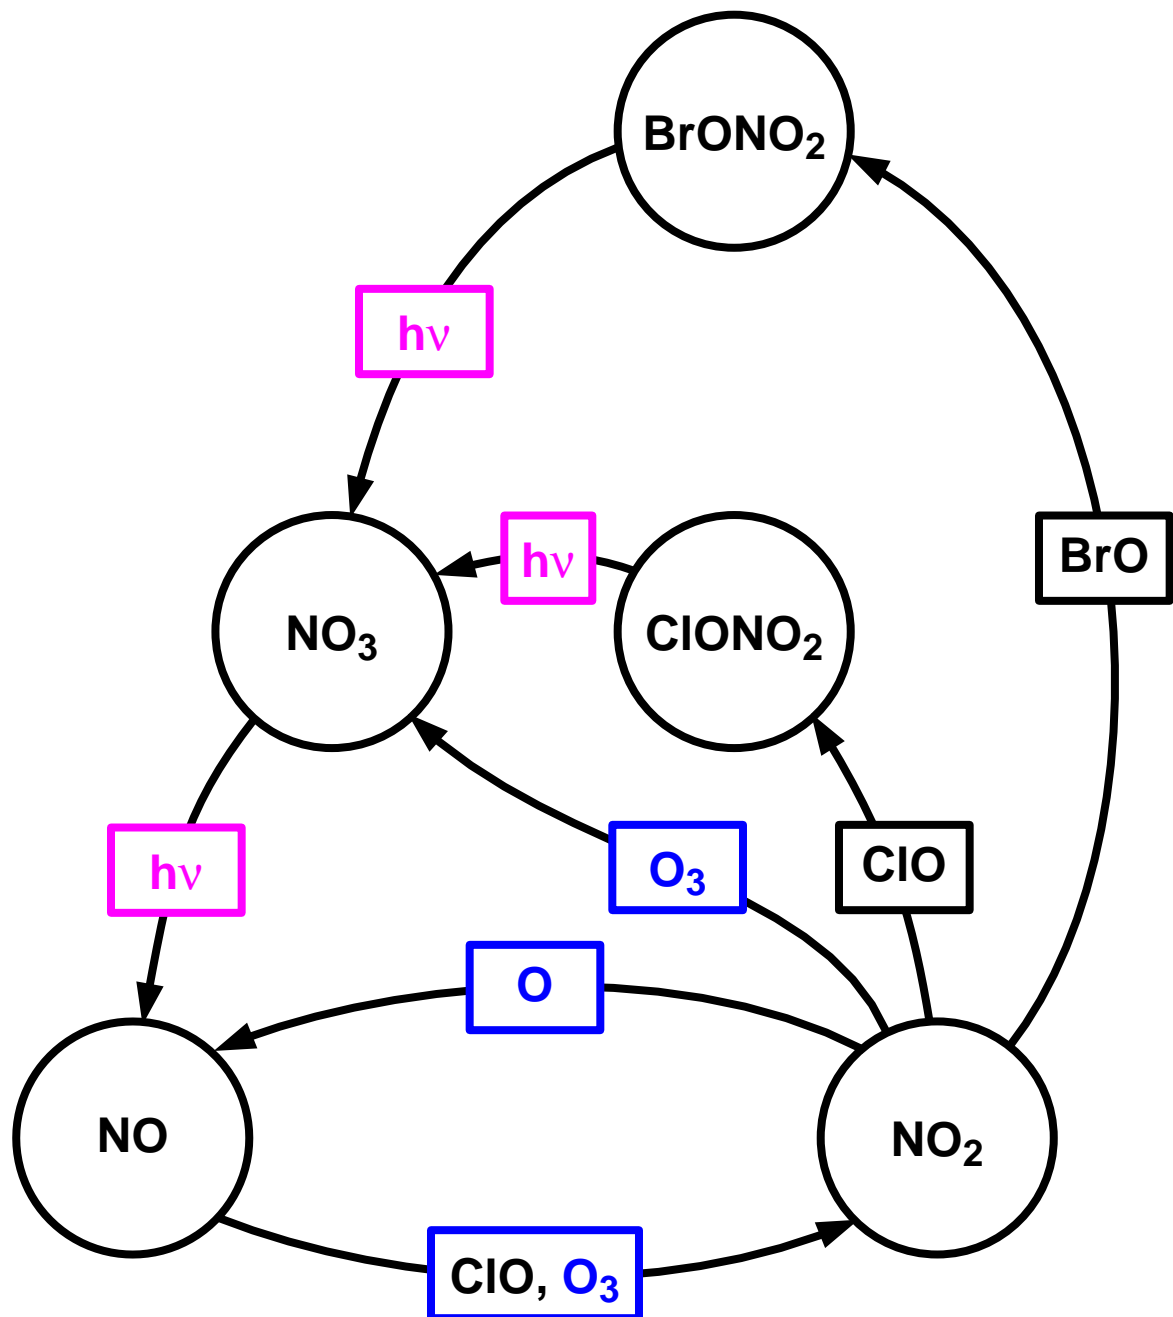 BrONO₂
hν
hν
BrO
NO₃
ClONO₂
O₃
ClO
hν
O
NO
NO₂
ClO, O₃